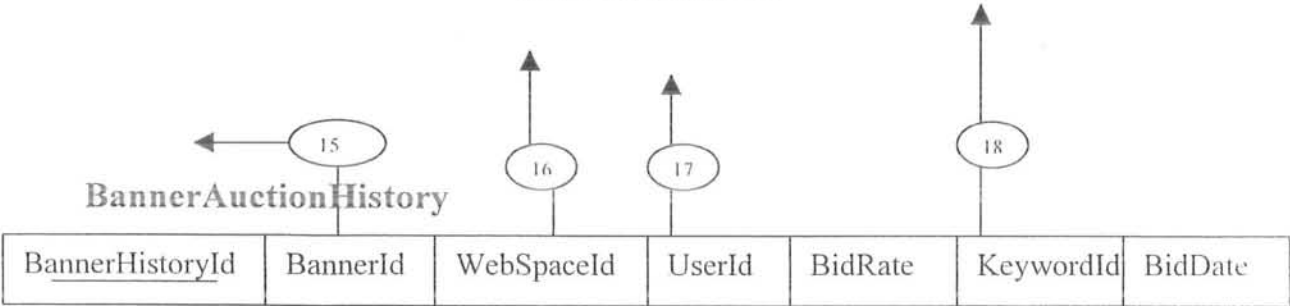 15
16 17 18
BannerAuctionHistory
BannerHistoryId BannerId WebSpaceId UserId BidRate KeywordId BidDate